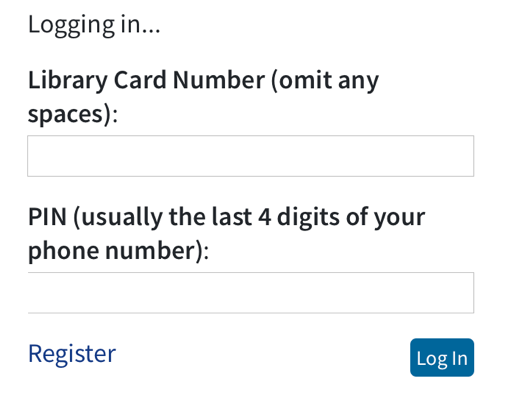 Logging in...
Library Card Number (omit any
spaces):
PIN (usually the last 4 digits of your
phone number):
Register
Log In